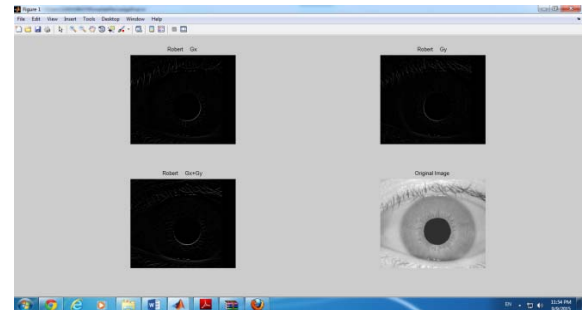 Figure 1
File Edit View Insert Tools Desktop Window Help
Robert Gx
Robert Gy
Robert Gx+Gy
Original Image
EN
11:54 PM